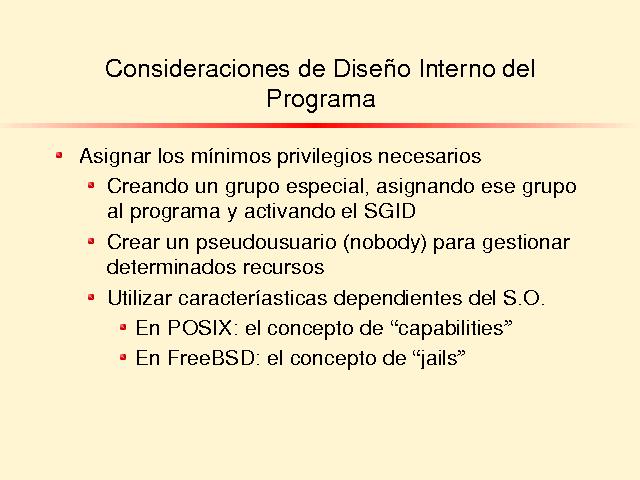 Consideraciones de Diseño Interno del
Programa
Asignar los mínimos privilegios necesarios
Creando un grupo especial, asignando ese grupo
al programa y activando el SGID
Crear un pseudousuario (nobody) para gestionar
determinados recursos
Utilizar caracteríasticas dependientes del S.O.
En POSIX: el concepto de “capabilities”
En FreeBSD: el concepto de “jails”